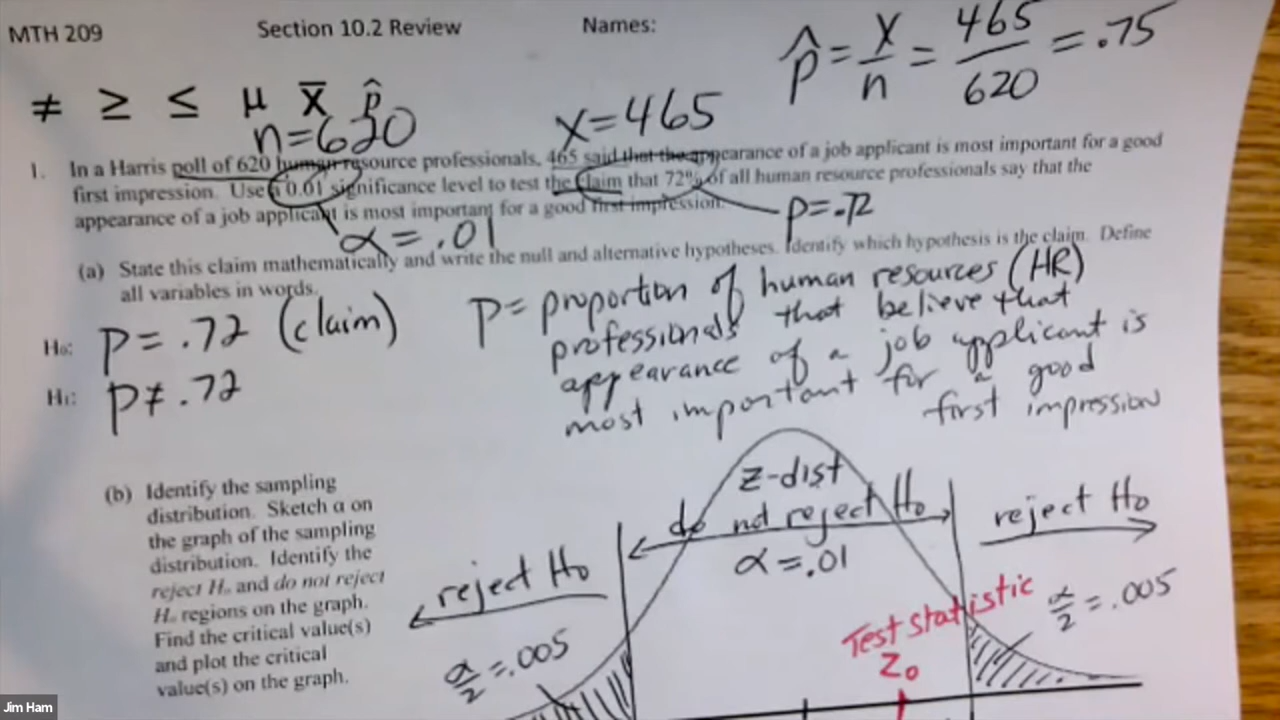 MTH 209 Section 10.2 Review Names:
p̂ = x/n = 465/620 = .75
≠ ≥ ≤ μ x̄ p̂
n=620 x=465
1. In a Harris poll of 620 human resource professionals, 465 said that the appearance of a job applicant is most important for a good
first impression. Use a 0.01 significance level to test the claim that 72% of all human resource professionals say that the
appearance of a job applicant is most important for a good first impression.
α = .01 p=.72
(a) State this claim mathematically and write the null and alternative hypotheses. Identify which hypothesis is the claim. Define
all variables in words.
H₀: p = .72 (claim)
H₁: p ≠ .72
p = proportion of human resources (HR)
professionals that believe that
appearance of a job applicant is
most important for a good
first impression
(b) Identify the sampling
distribution. Sketch α on
the graph of the sampling
distribution. Identify the
reject H₀ and do not reject
H₀ regions on the graph.
Find the critical value(s)
and plot the critical
value(s) on the graph.
z-dist
do not reject H₀
α = .01
reject H₀
reject H₀
α/2 = .005
α/2 = .005
Test statistic
z₀
Jim Ham